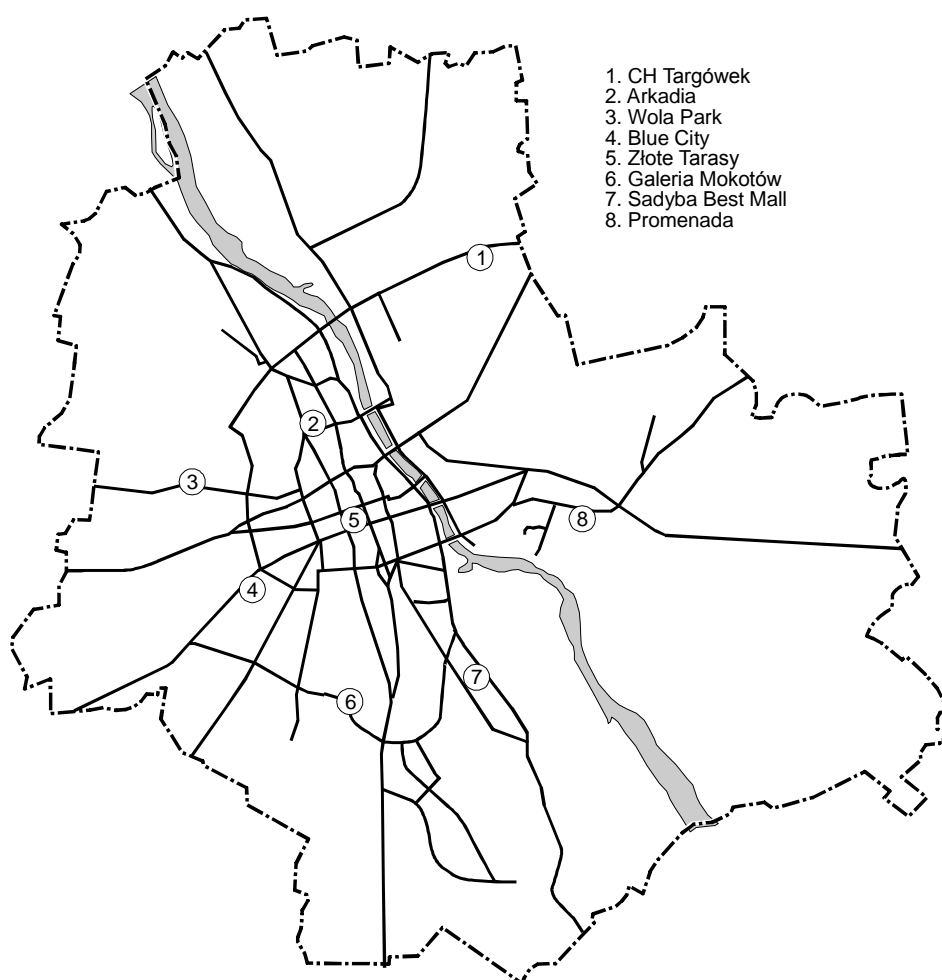 1. CH Targówek
2. Arkadia
3. Wola Park
4. Blue City
5. Złote Tarasy
6. Galeria Mokotów
7. Sadyba Best Mall
8. Promenada
1
2
3
8
5
4
7
6